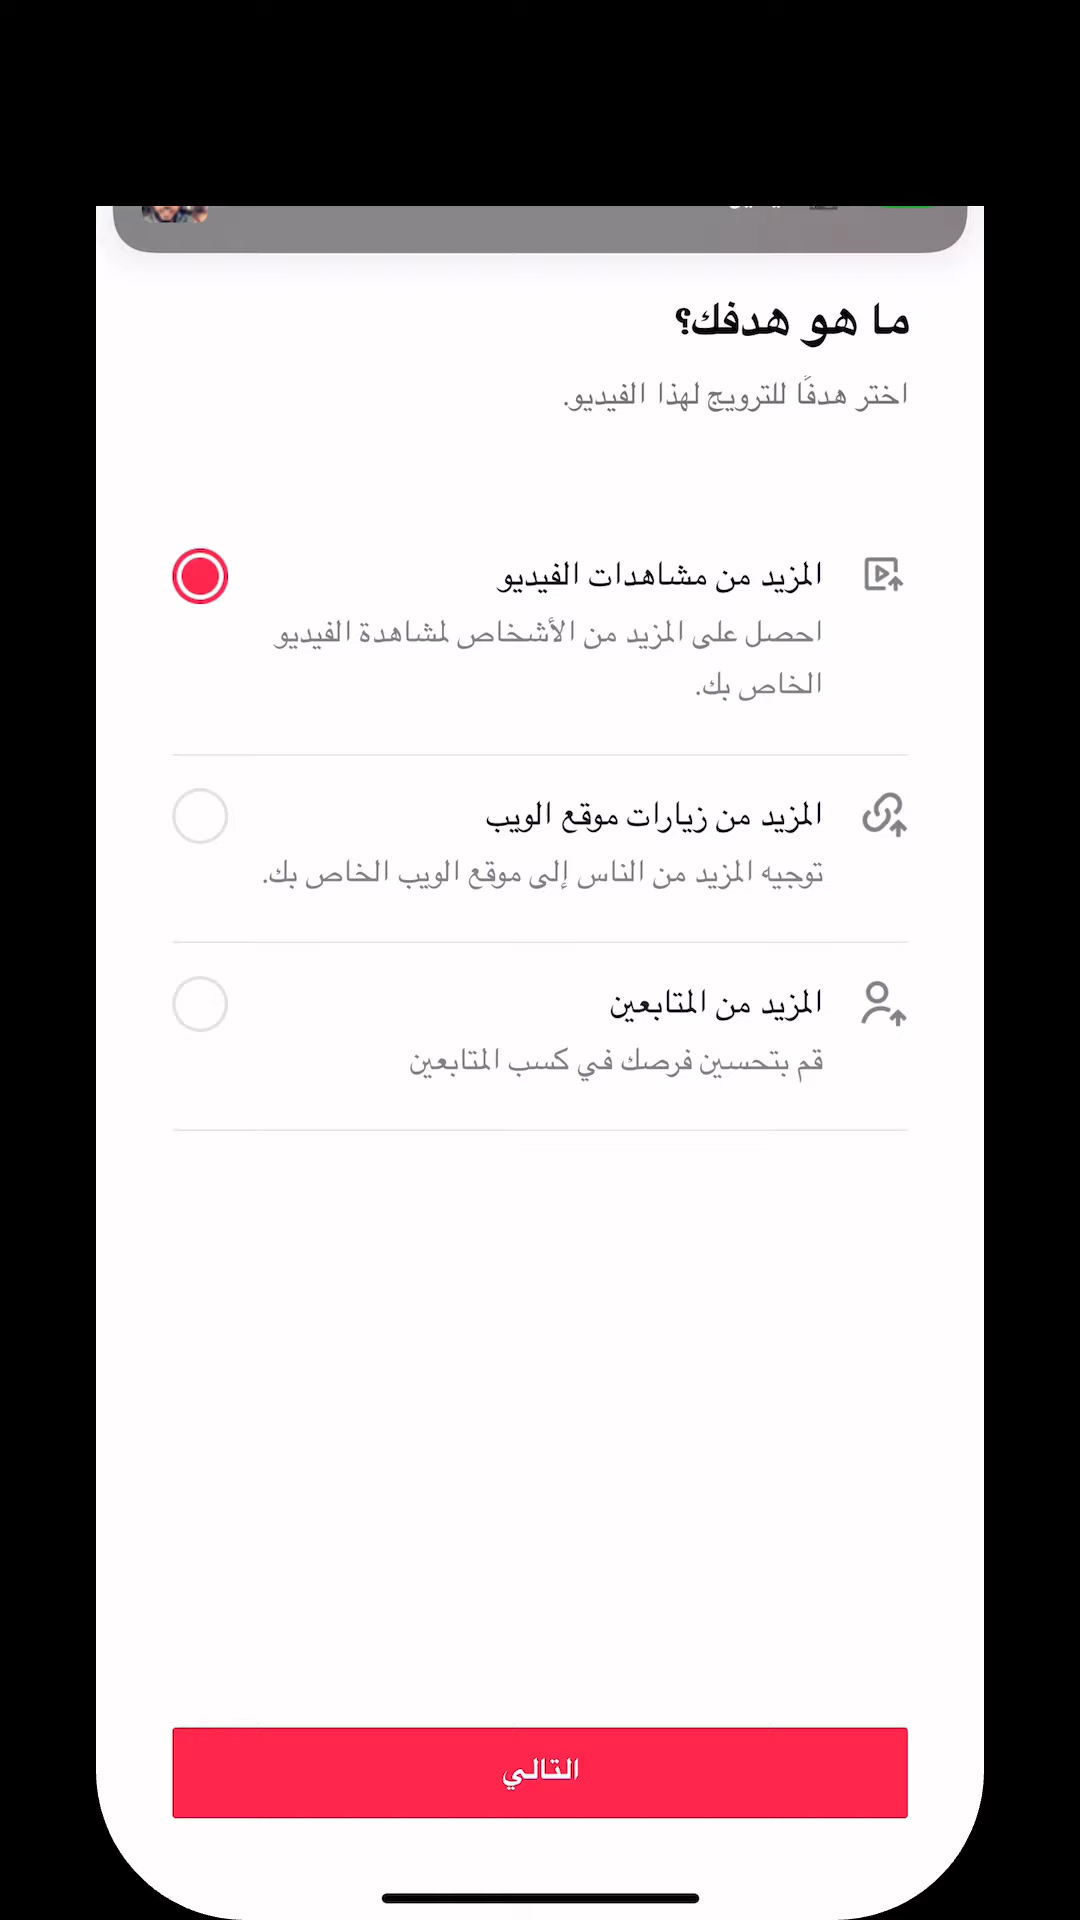 ما هو هدفك؟
اختر هدفًا للترويج لهذا الفيديو.
المزيد من مشاهدات الفيديو
احصل على المزيد من الأشخاص لمشاهدة الفيديو
الخاص بك.
المزيد من زيارات موقع الويب
توجيه المزيد من الناس إلى موقع الويب الخاص بك.
المزيد من المتابعين
قم بتحسين فرصك في كسب المتابعين
التالي